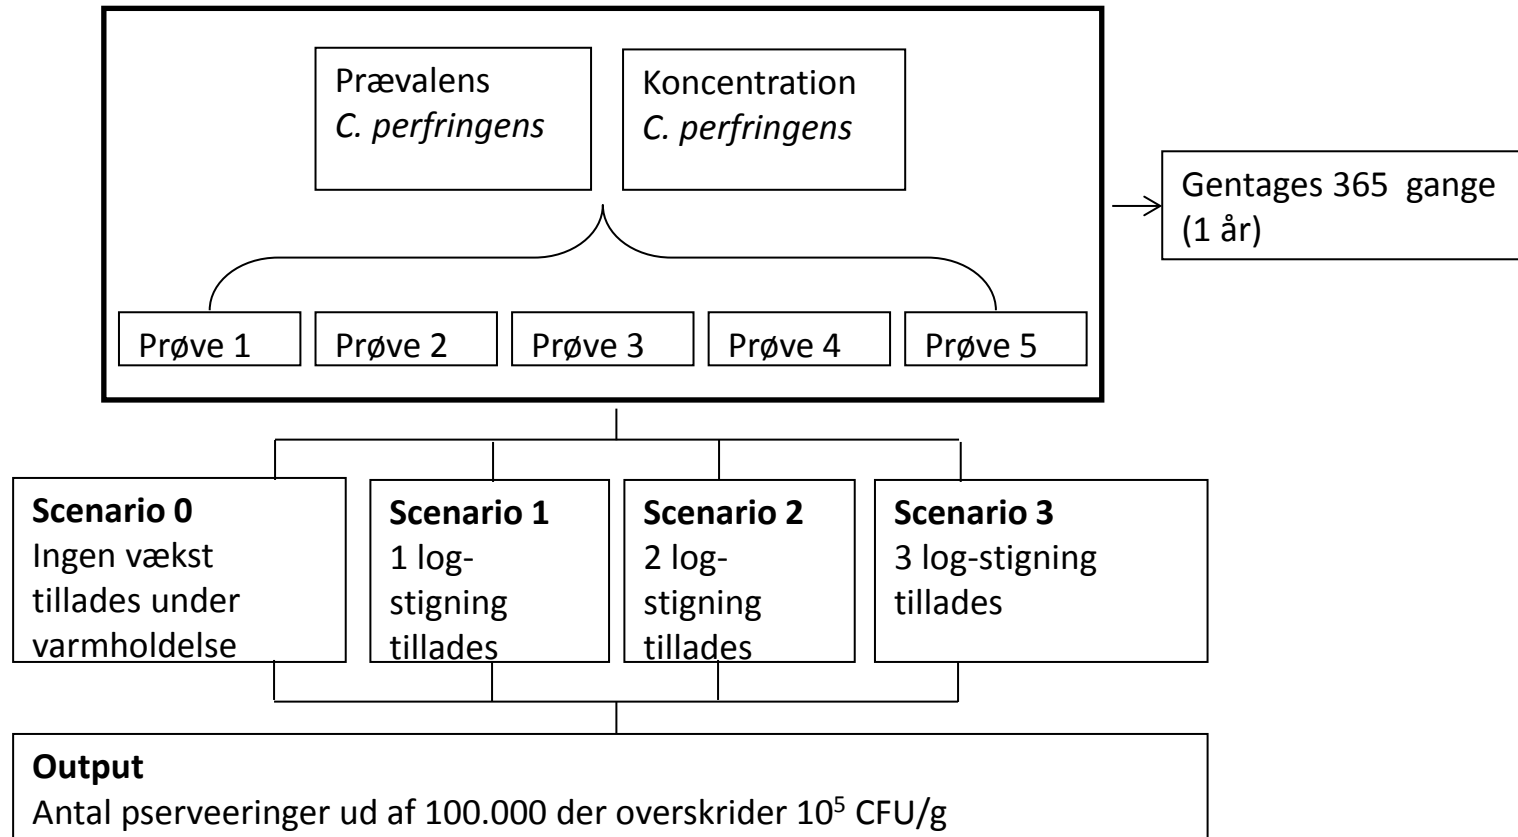 Prævalens
C. perfringens
Koncentration
C. perfringens
Gentages 365 gange
(1 år)
Prøve 1
Prøve 2
Prøve 3
Prøve 4
Prøve 5
Scenario 0
Ingen vækst
tillades under
varmholdelse
Scenario 1
1 log-
stigning
tillades
Scenario 2
2 log-
stigning
tillades
Scenario 3
3 log-stigning
tillades
Output
Antal pserveeringer ud af 100.000 der overskrider 10⁵ CFU/g